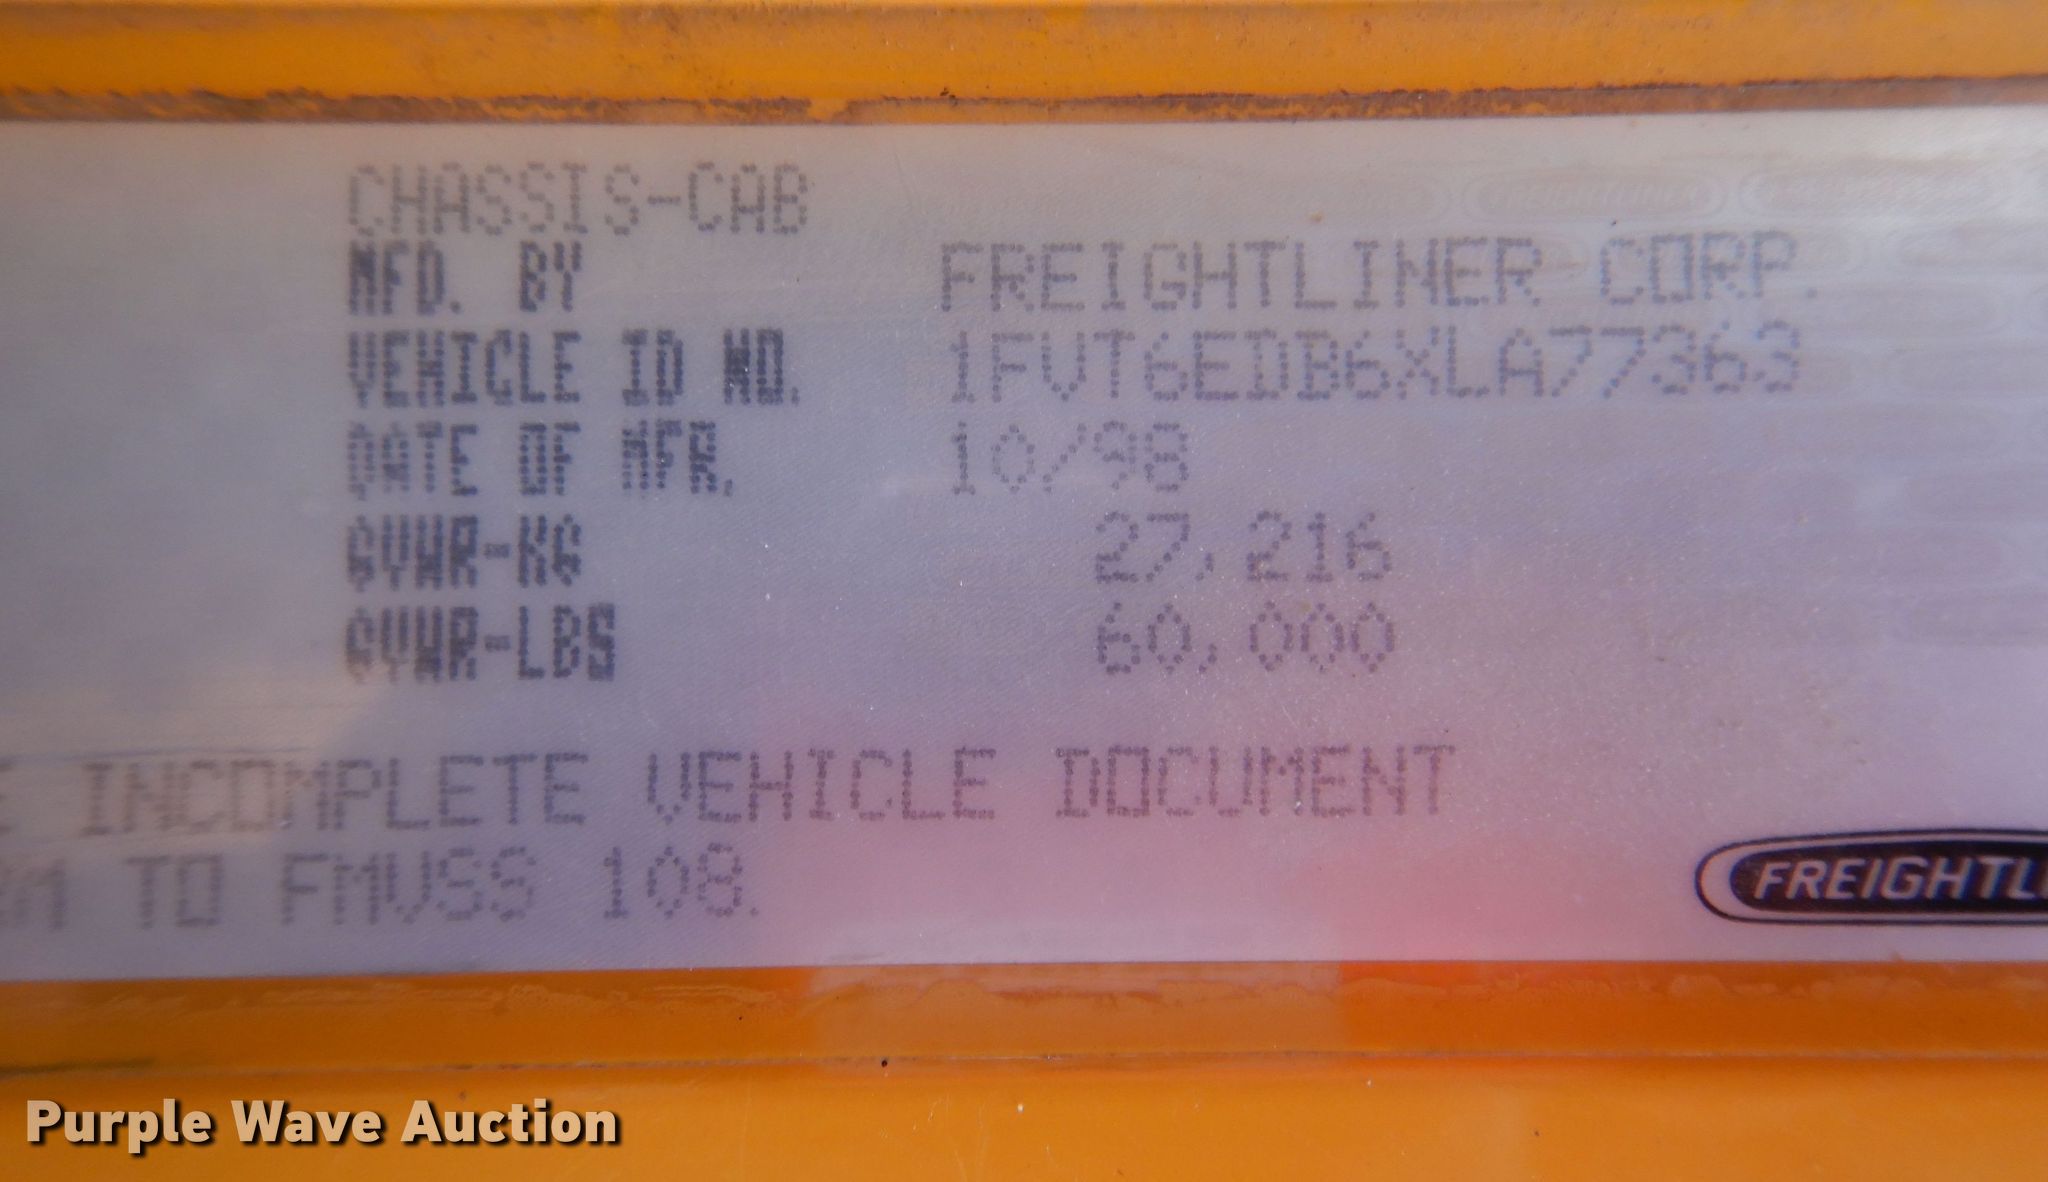 CHASSIS-CAB
MFD. BY FREIGHTLINER CORP.
VEHICLE ID NO. 1FVT6EDB6XLA77363
DATE OF MFR. 10/98
GVWR-KG 27,216
GVWR-LBS 60,000
INCOMPLETE VEHICLE DOCUMENT
TO FMVSS 108.
FREIGHTL
Purple Wave Auction